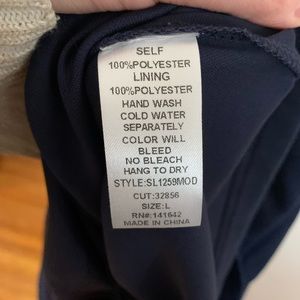 SELF
100%POLYESTER
LINING
100%POLYESTER
HAND WASH
COLD WATER
SEPARATELY
COLOR WILL
BLEED
NO BLEACH
HANG TO DRY
STYLE:SL1259MOD
CUT:32856
SIZE:L
RN#:141642
MADE IN CHINA